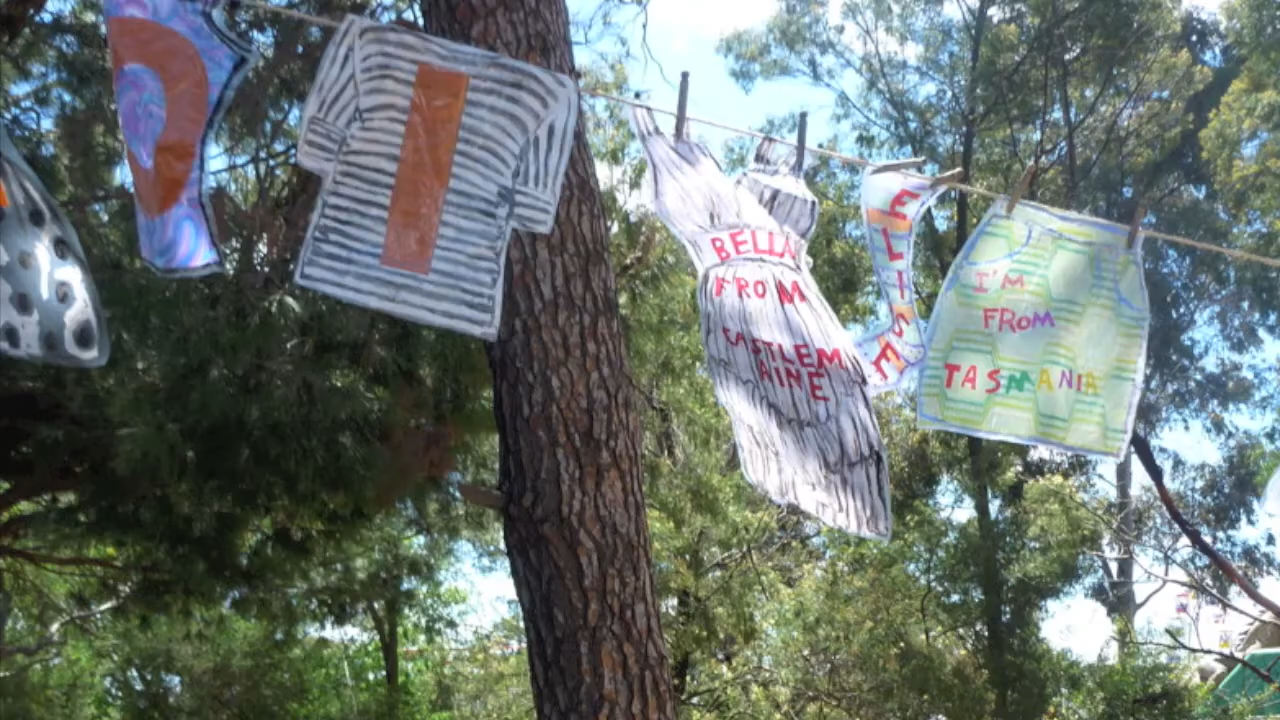 BELLA
FROM
CASTLEM
AINE
ELISE
I'M
FROM
TASMANIA